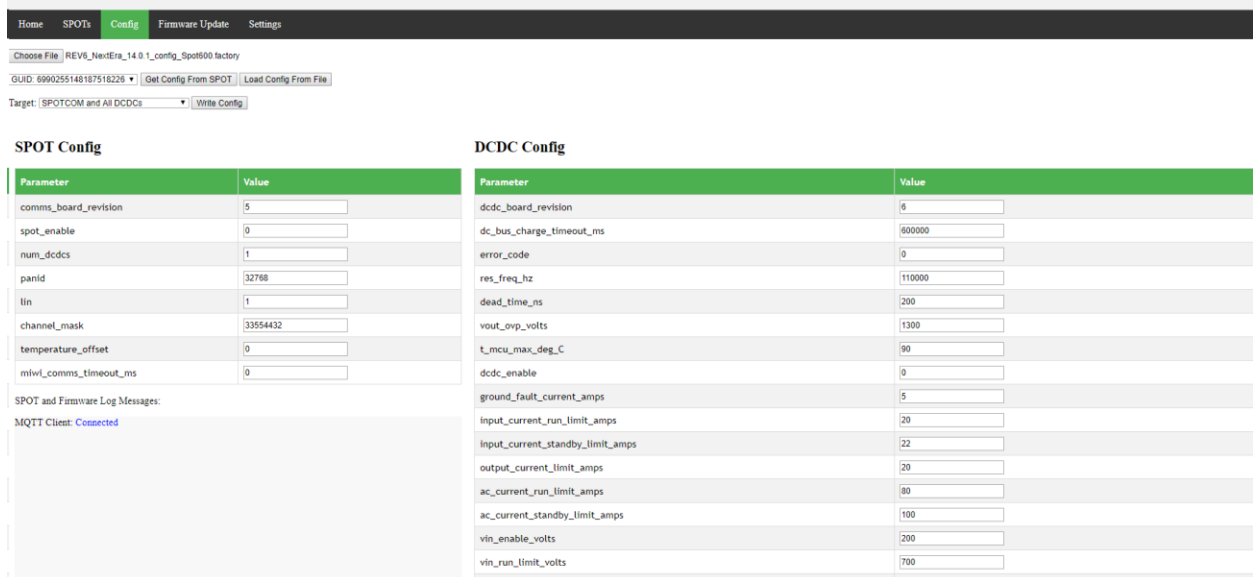 Home SPOTs Config Firmware Update Settings
Choose File REV6_NextEra_14.0.1_config_Spot600.factory
GUID: 6990255148187518226 Get Config From SPOT Load Config From File
Target: SPOTCOM and All DCDCs Write Config
SPOT Config
Parameter Value
comms_board_revision 5
spot_enable 0
num_dcdcs 1
panid 32768
lin 1
channel_mask 33554432
temperature_offset 0
miwi_comms_timeout_ms 0
SPOT and Firmware Log Messages:
MQTT Client: Connected
DCDC Config
Parameter Value
dcdc_board_revision 6
dc_bus_charge_timeout_ms 600000
error_code 0
res_freq_hz 110000
dead_time_ns 200
vout_ovp_volts 1300
t_mcu_max_deg_C 90
dcdc_enable 0
ground_fault_current_amps 5
input_current_run_limit_amps 20
input_current_standby_limit_amps 22
output_current_limit_amps 20
ac_current_run_limit_amps 80
ac_current_standby_limit_amps 100
vin_enable_volts 200
vin_run_limit_volts 700